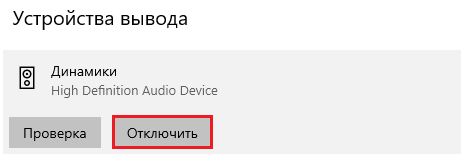 Устройства вывода
Динамики
High Definition Audio Device
Проверка Отключить